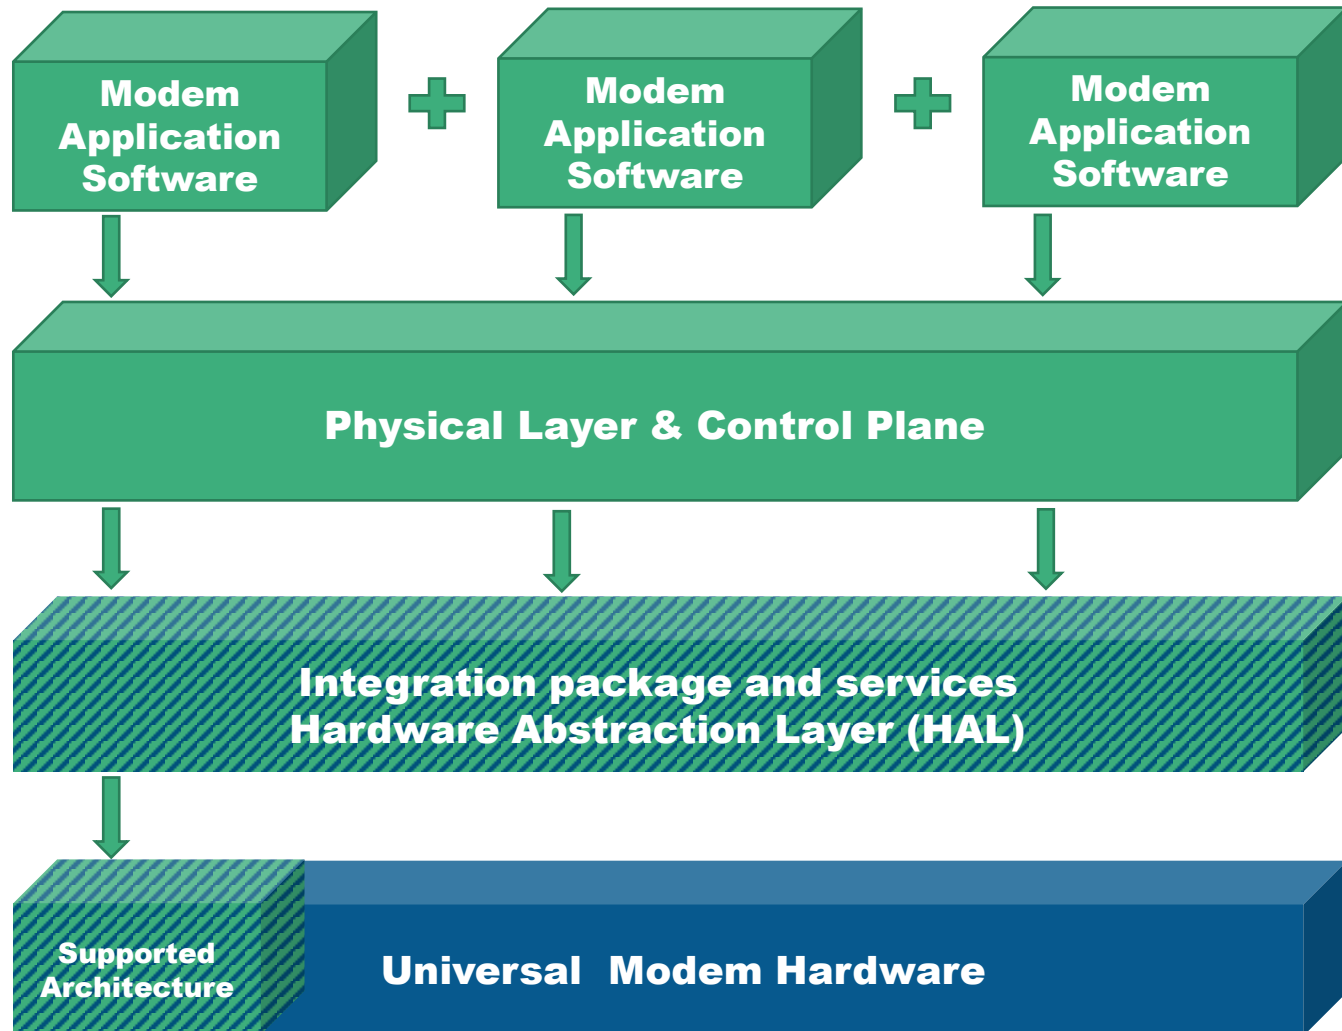 Modem
Application
Software
Modem
Application
Software
Modem
Application
Software
Physical Layer & Control Plane
Integration package and services
Hardware Abstraction Layer (HAL)
Supported
Architecture
Universal  Modem Hardware